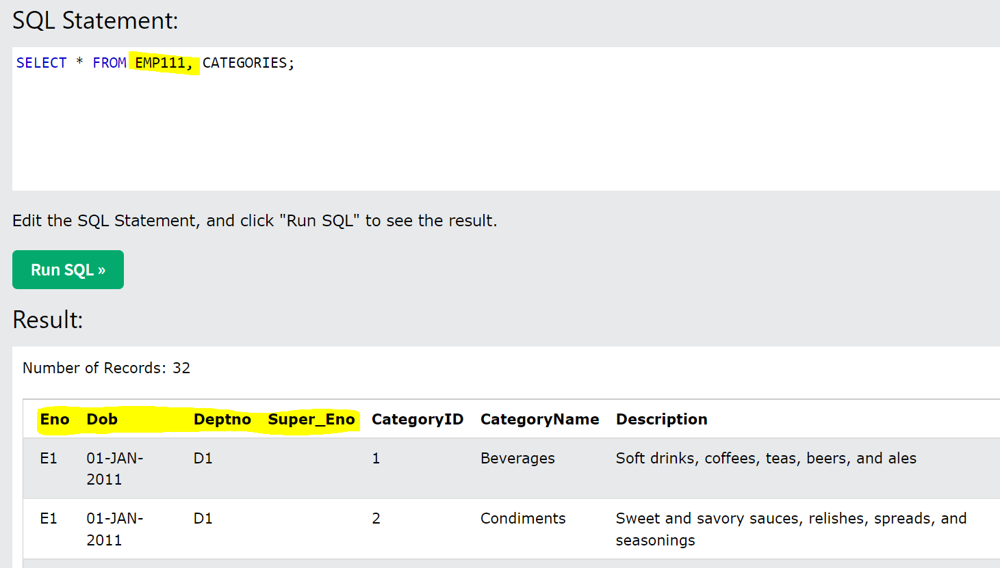 SQL Statement:
SELECT * FROM EMP111, CATEGORIES;
Edit the SQL Statement, and click "Run SQL" to see the result.
Run SQL »
Result:
Number of Records: 32
Eno Dob Deptno Super_Eno CategoryID CategoryName Description
E1 01-JAN- D1 1 Beverages Soft drinks, coffees, teas, beers, and ales
2011
E1 01-JAN- D1 2 Condiments Sweet and savory sauces, relishes, spreads, and
2011 seasonings